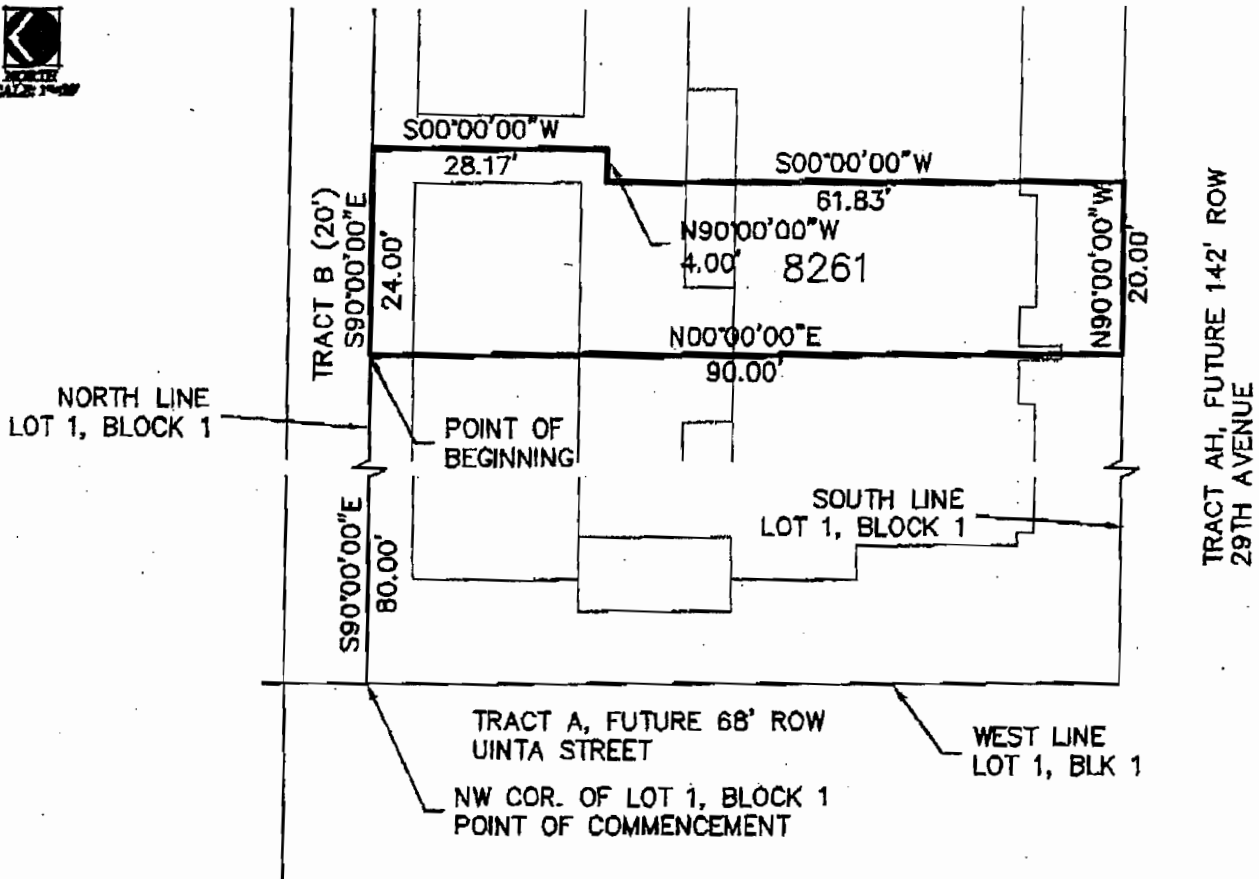 NORTH
S00°00'00"W
28.17'
S00°00'00"W
61.83'
TRACT B (20')
S90°00'00"E
24.00'
N90°00'00"W
4.00'
8261
N90°00'00"W
20.00'
N00°00'00"E
90.00'
TRACT AH, FUTURE 142' ROW
29TH AVENUE
NORTH LINE
LOT 1, BLOCK 1
POINT OF
BEGINNING
SOUTH LINE
LOT 1, BLOCK 1
S90°00'00"E
80.00'
TRACT A, FUTURE 68' ROW
UINTA STREET
WEST LINE
LOT 1, BLK 1
NW COR. OF LOT 1, BLOCK 1
POINT OF COMMENCEMENT